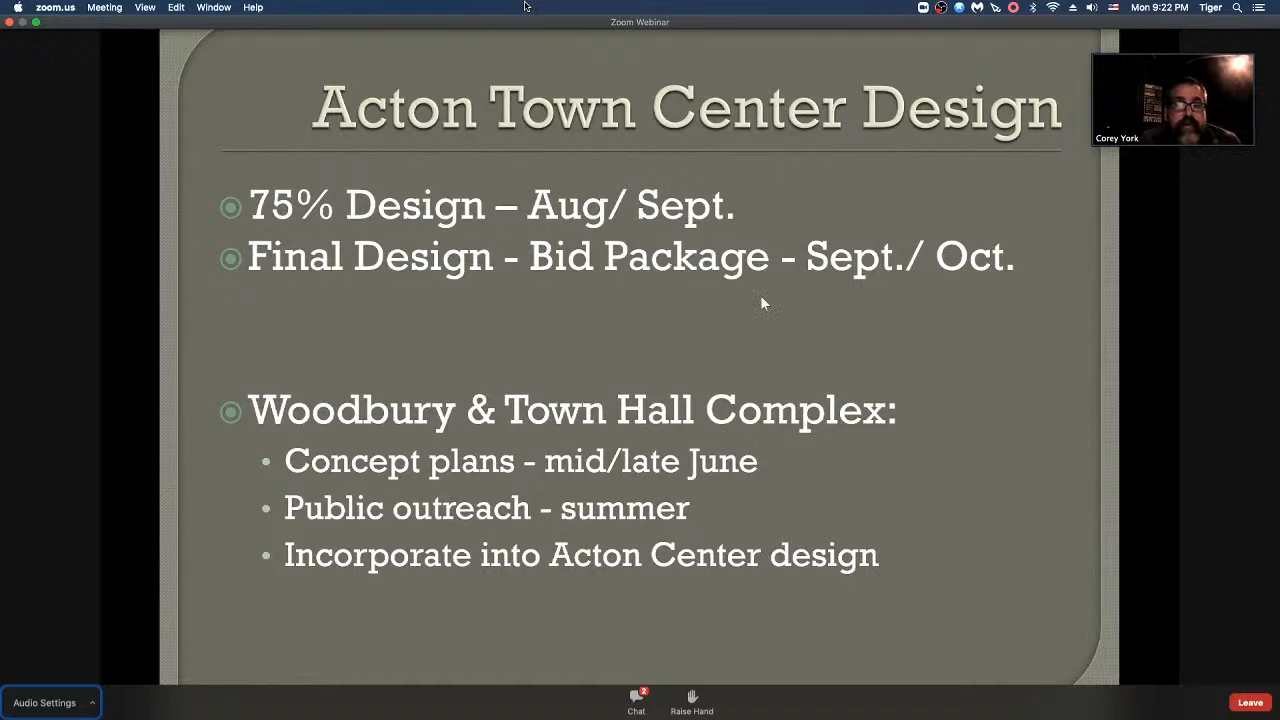 zoom.us Meeting View Edit Window Help Mon 9:22 PM Tiger
Zoom Webinar
Acton Town Center Design
75% Design – Aug/ Sept.
Final Design - Bid Package - Sept./ Oct.
Woodbury & Town Hall Complex:
Concept plans - mid/late June
Public outreach - summer
Incorporate into Acton Center design
Corey York
Audio Settings
2
Chat
Raise Hand
Leave